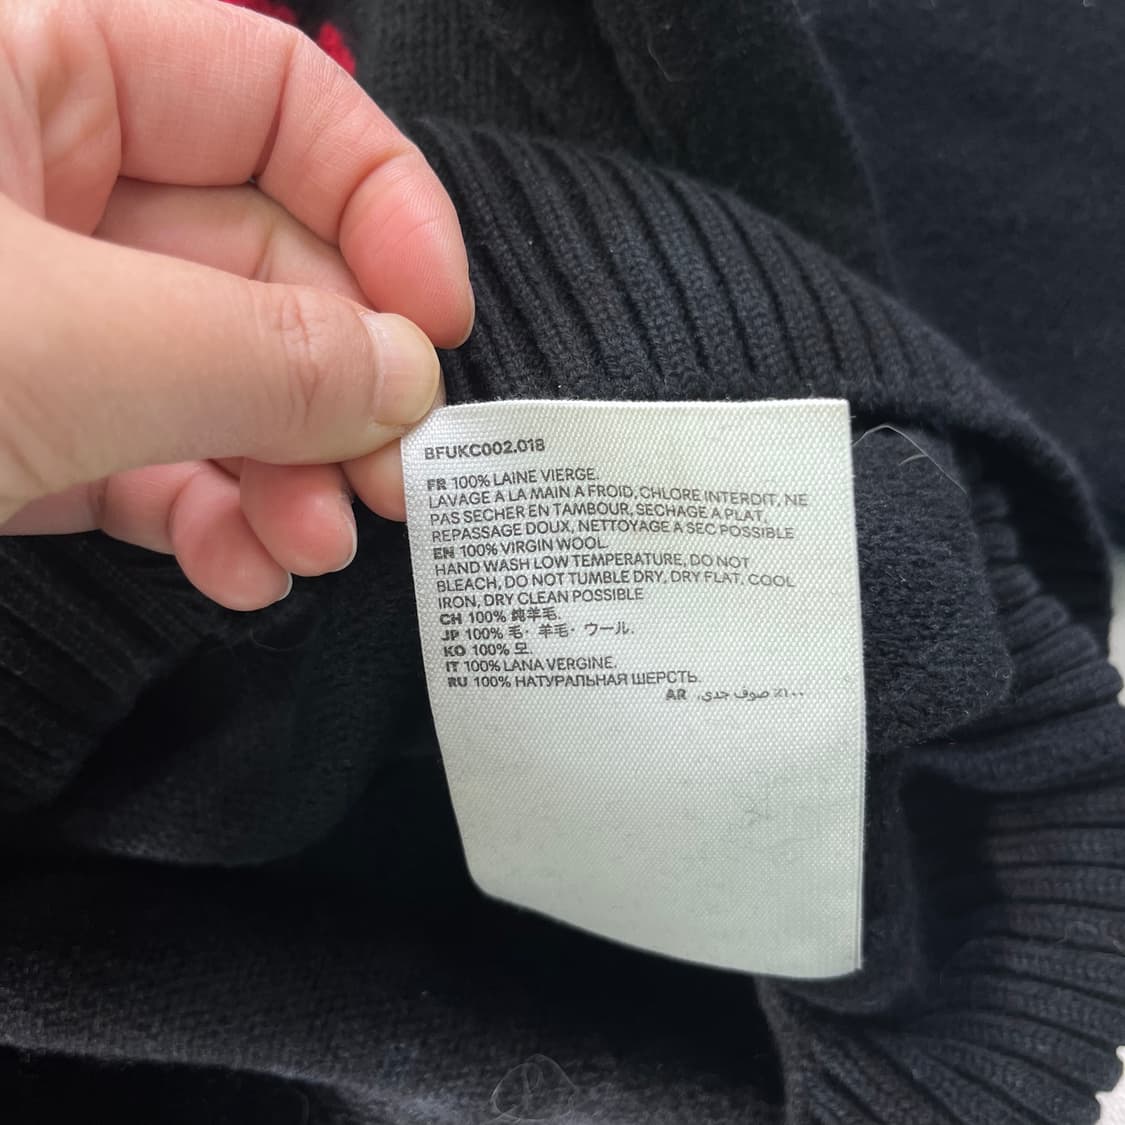 BFUKC002.018
FR 100% LAINE VIERGE.
LAVAGE A LA MAIN A FROID, CHLORE INTERDIT, NE
PAS SECHER EN TAMBOUR, SECHAGE A PLAT,
REPASSAGE DOUX, NETTOYAGE A SEC POSSIBLE
EN 100% VIRGIN WOOL.
HAND WASH LOW TEMPERATURE, DO NOT
BLEACH, DO NOT TUMBLE DRY, DRY FLAT, COOL
IRON, DRY CLEAN POSSIBLE
CH 100% 纯羊毛.
JP 100% 毛・羊毛・ウール.
KO 100% 모.
IT 100% LANA VERGINE.
RU 100% НАТУРАЛЬНАЯ ШЕРСТЬ.
AR ١٠٠٪ صوف جدي.